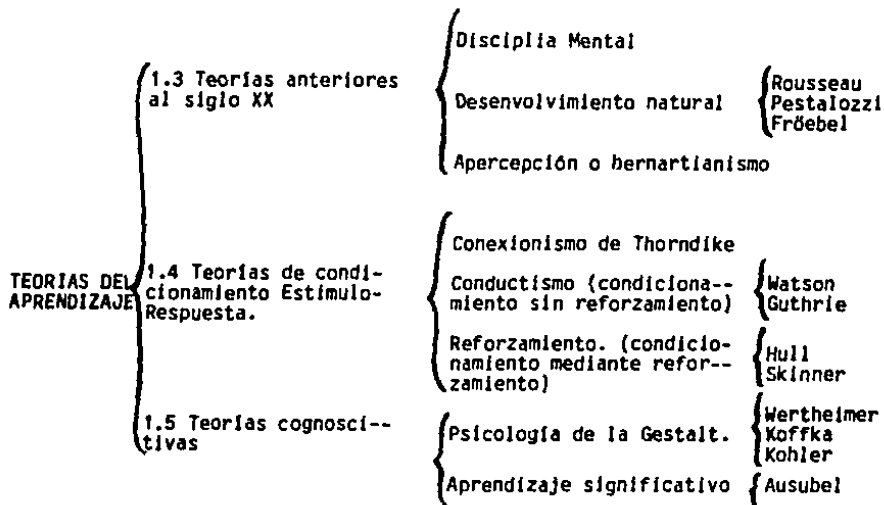 Disciplia Mental
1.3 Teorías anteriores
al siglo XX
Desenvolvimiento natural
Rousseau
Pestalozzi
Fröebel
Apercepción o hernartianismo
TEORIAS DEL
APRENDIZAJE
1.4 Teorías de condi-
cionamiento Estímulo-
Respuesta.
Conexionismo de Thorndike
Conductismo (condiciona--
miento sin reforzamiento)
Watson
Guthrie
Reforzamiento. (condicio-
namiento mediante refor--
zamiento)
Hull
Skinner
1.5 Teorías cognosci--
tivas
Psicología de la Gestalt.
Wertheimer
Koffka
Kohler
Aprendizaje significativo
Ausubel